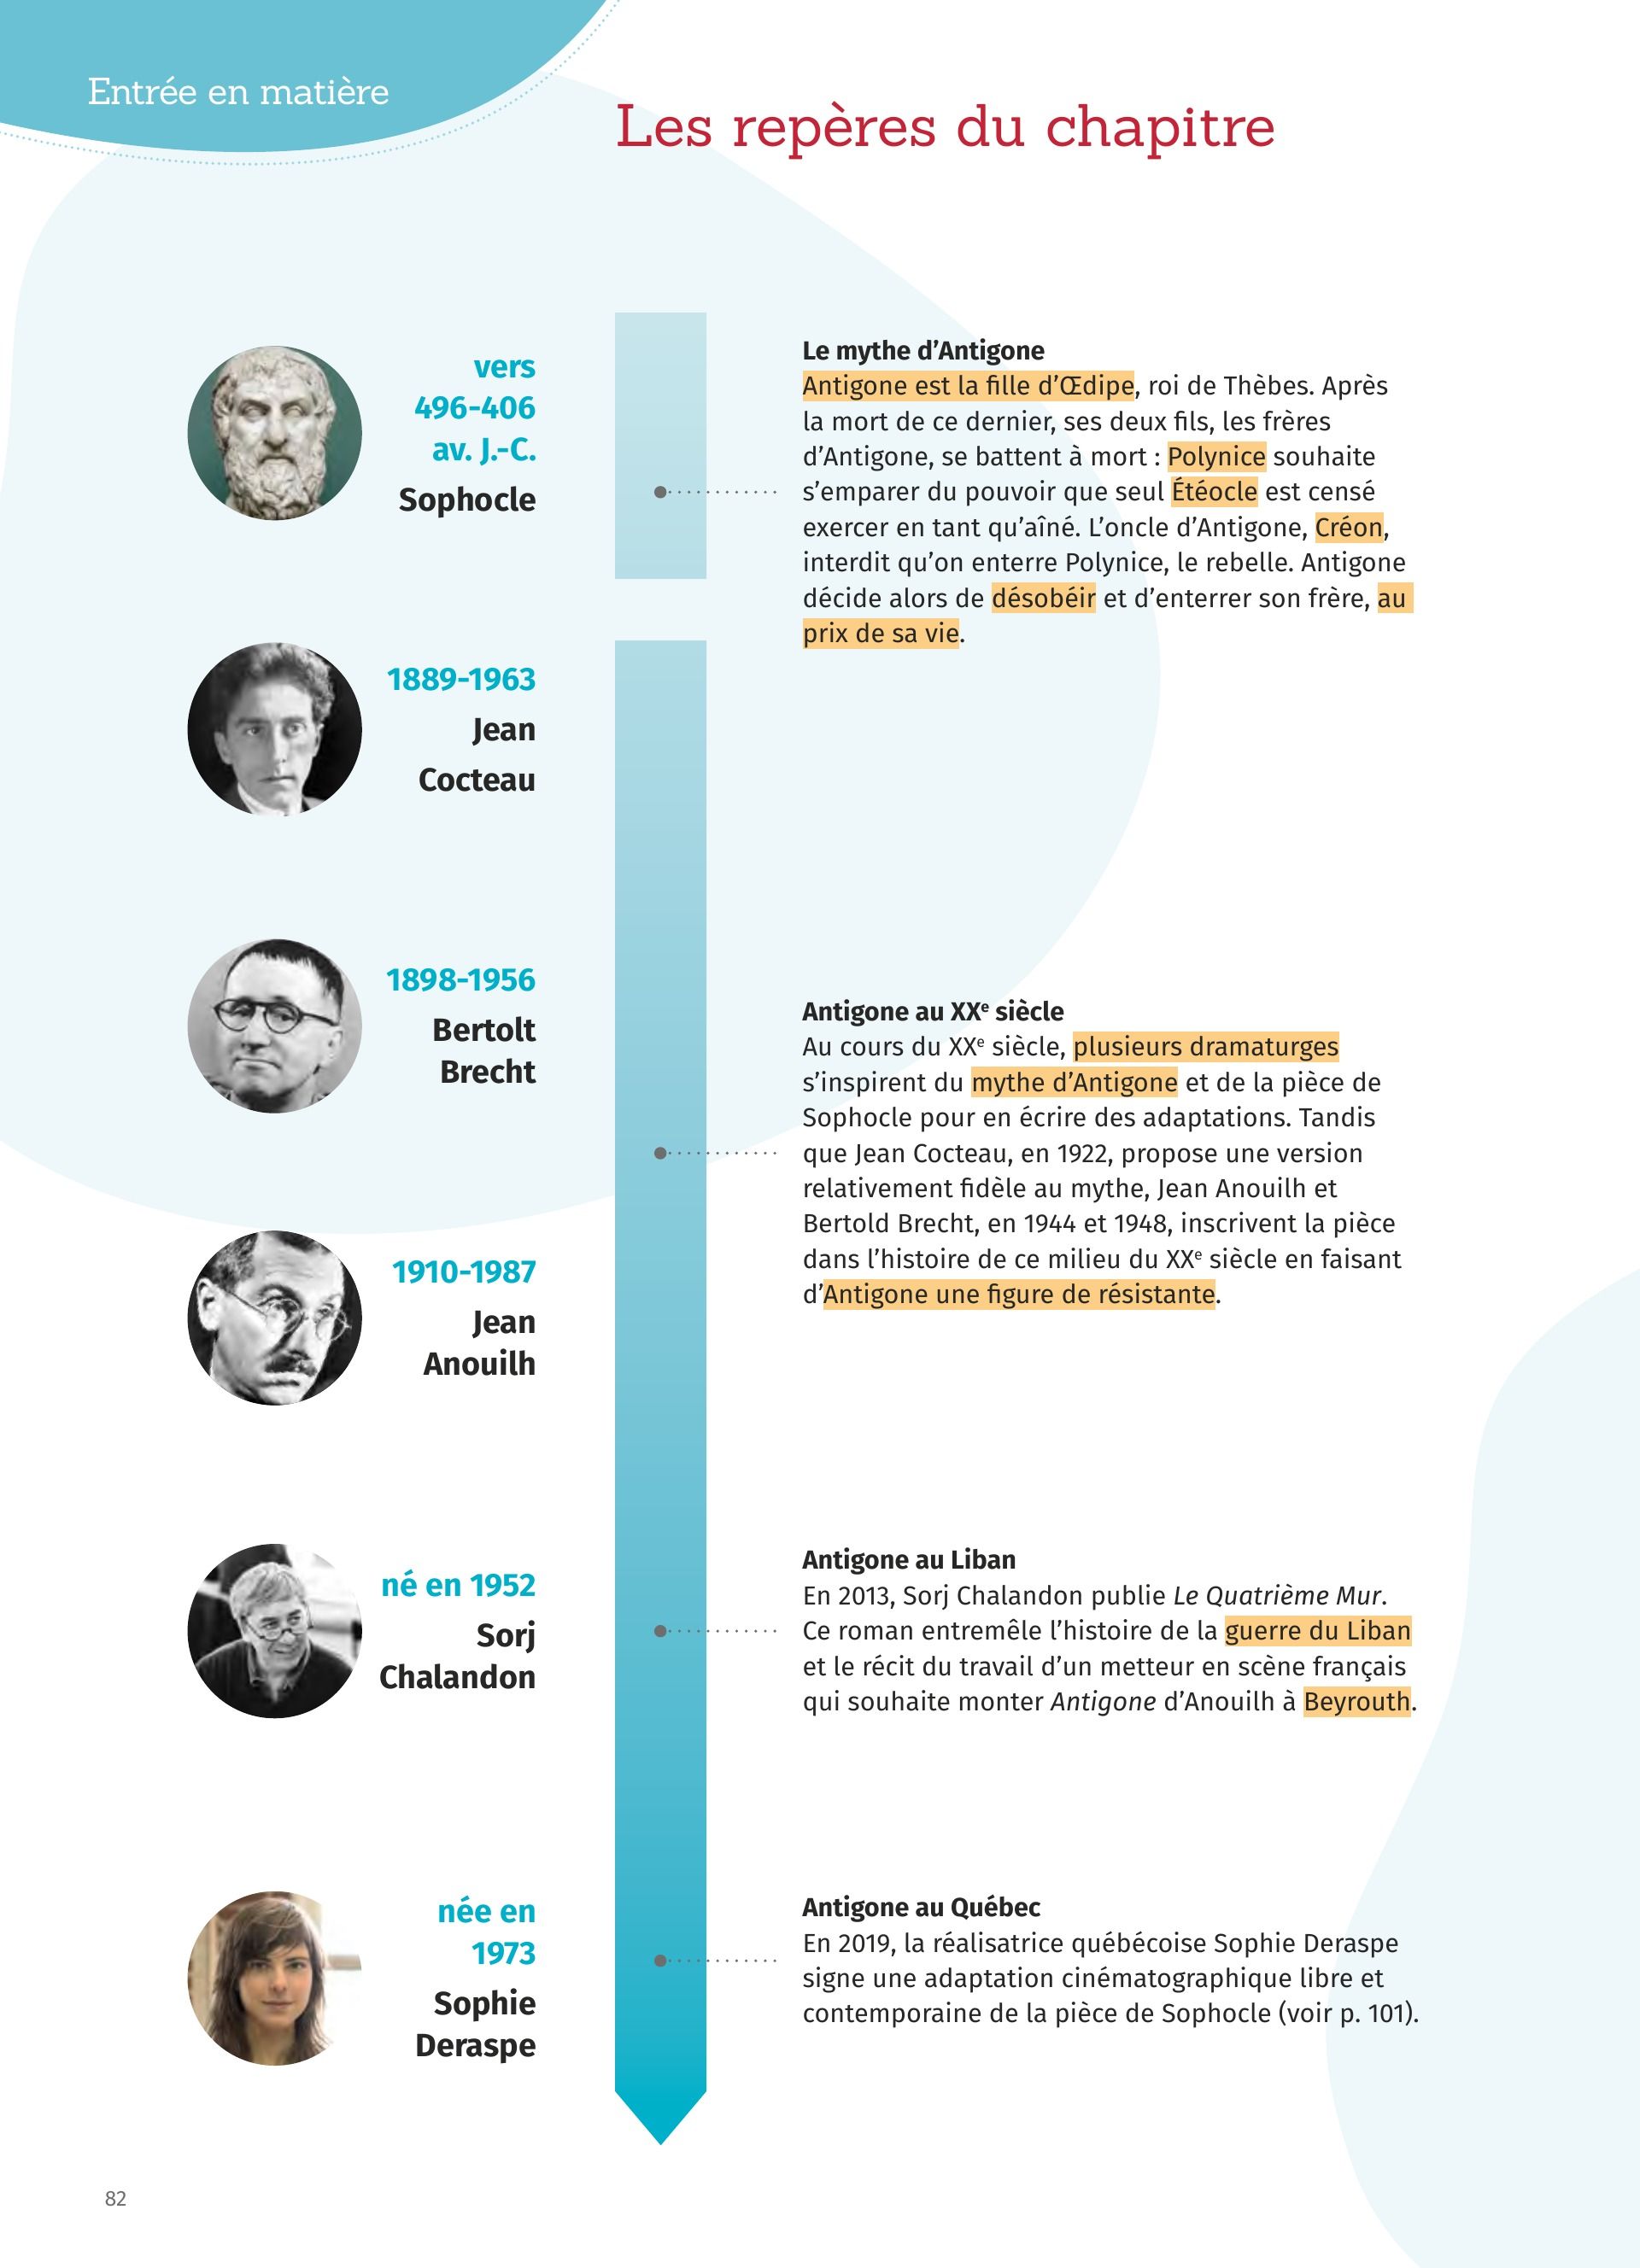 Entrée en matière
Les repères du chapitre
vers
496-406
av. J.-C.
Sophocle
Le mythe d’Antigone
Antigone est la fille d’Œdipe, roi de Thèbes. Après
la mort de ce dernier, ses deux fils, les frères
d’Antigone, se battent à mort : Polynice souhaite
s’emparer du pouvoir que seul Étéocle est censé
exercer en tant qu’aîné. L’oncle d’Antigone, Créon,
interdit qu’on enterre Polynice, le rebelle. Antigone
décide alors de désobéir et d’enterrer son frère, au
prix de sa vie.
1889-1963
Jean
Cocteau
1898-1956
Bertolt
Brecht
Antigone au XXe siècle
Au cours du XXe siècle, plusieurs dramaturges
s’inspirent du mythe d’Antigone et de la pièce de
Sophocle pour en écrire des adaptations. Tandis
que Jean Cocteau, en 1922, propose une version
relativement fidèle au mythe, Jean Anouilh et
Bertold Brecht, en 1944 et 1948, inscrivent la pièce
dans l’histoire de ce milieu du XXe siècle en faisant
d’Antigone une figure de résistante.
1910-1987
Jean
Anouilh
né en 1952
Sorj
Chalandon
Antigone au Liban
En 2013, Sorj Chalandon publie Le Quatrième Mur.
Ce roman entremêle l’histoire de la guerre du Liban
et le récit du travail d’un metteur en scène français
qui souhaite monter Antigone d’Anouilh à Beyrouth.
née en
1973
Sophie
Deraspe
Antigone au Québec
En 2019, la réalisatrice québécoise Sophie Deraspe
signe une adaptation cinématographique libre et
contemporaine de la pièce de Sophocle (voir p. 101).
82